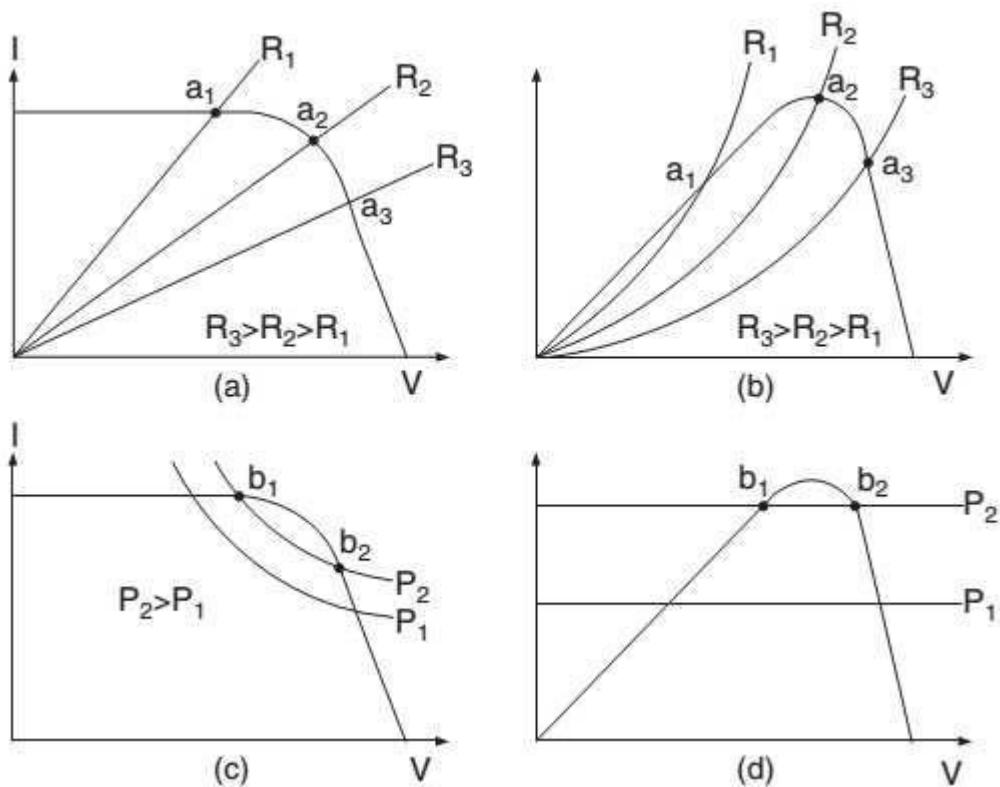 I
R₁
a₁
R₂
a₂
R₃
a₃
R₃>R₂>R₁
V
(a)
R₁
R₂
a₂
R₃
a₁
a₃
R₃>R₂>R₁
V
(b)
I
b₁
b₂
P₂
P₂>P₁
P₁
V
(c)
b₁
b₂
P₂
P₁
V
(d)